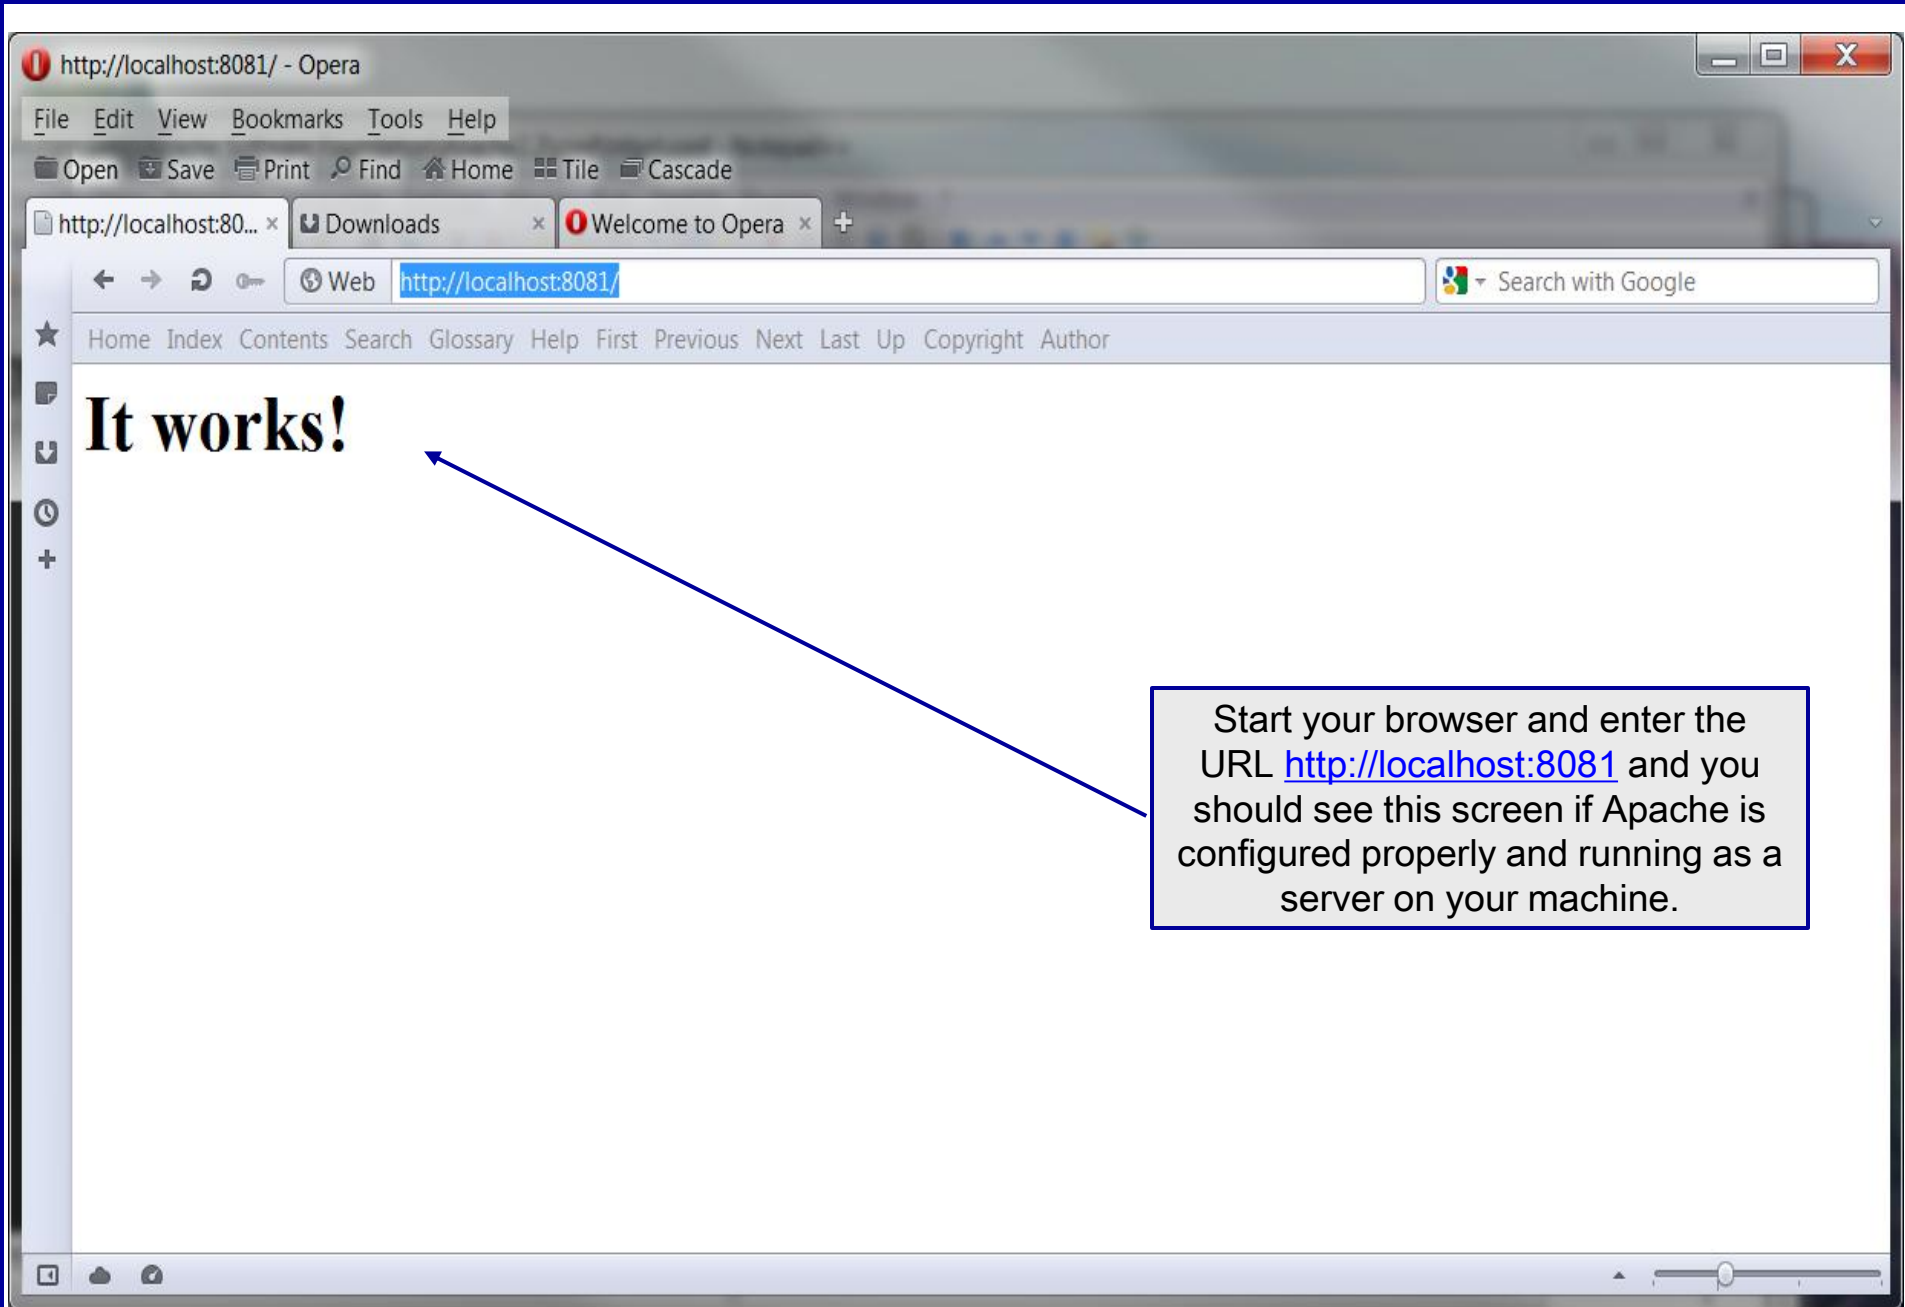 http://localhost:8081/ - Opera
File Edit View Bookmarks Tools Help
Open Save Print Find Home Tile Cascade
http://localhost:80... Downloads Welcome to Opera
Web http://localhost:8081/ Search with Google
Home Index Contents Search Glossary Help First Previous Next Last Up Copyright Author
It works!
Start your browser and enter the
URL http://localhost:8081 and you
should see this screen if Apache is
configured properly and running as a
server on your machine.